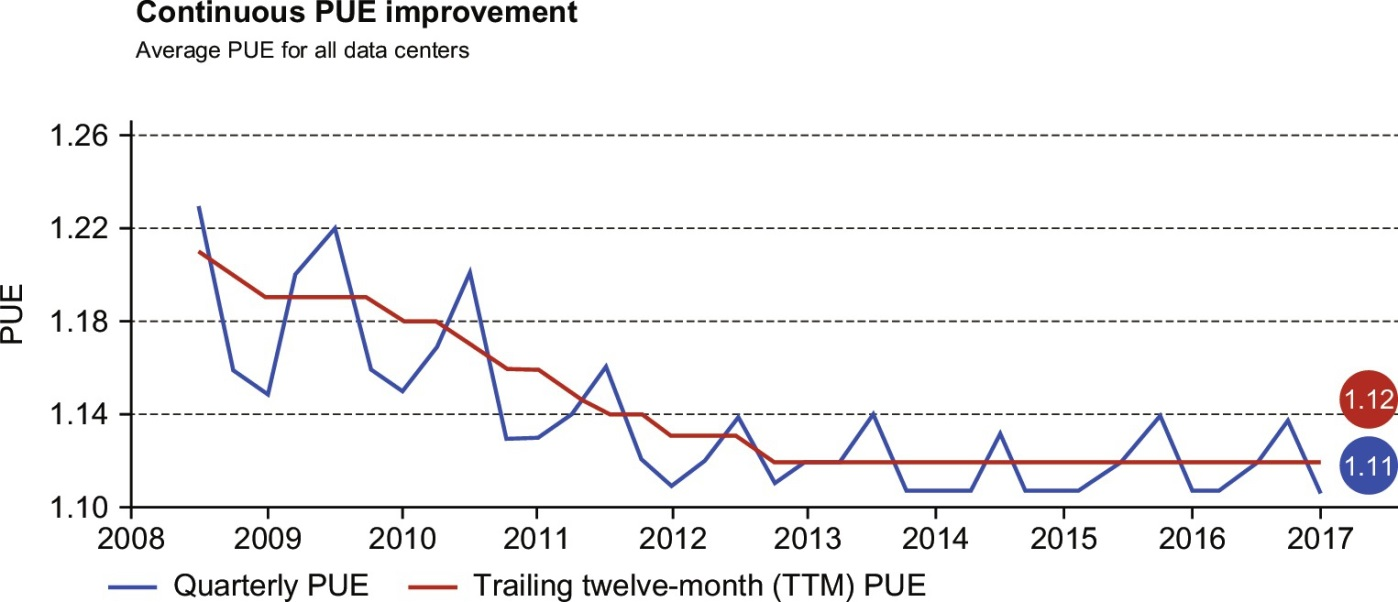 Continuous PUE improvement
Average PUE for all data centers
1.26
1.22
1.18
1.14
1.10
PUE
1.12
1.11
2008 2009 2010 2011 2012 2013 2014 2015 2016 2017
Quarterly PUE Trailing twelve-month (TTM) PUE